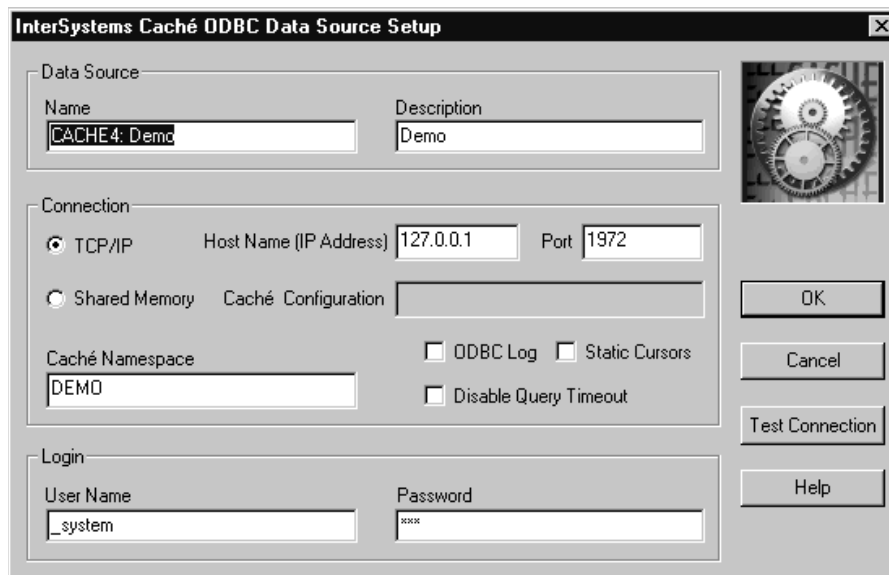 InterSystems Caché ODBC Data Source Setup
Data Source
Name
Description
CACHE4: Demo
Demo
Connection
TCP/IP
Host Name (IP Address)
127.0.0.1
Port
1972
Shared Memory
Caché Configuration
ODBC Log
Static Cursors
Caché Namespace
DEMO
Disable Query Timeout
Login
User Name
Password
_system
***
OK
Cancel
Test Connection
Help